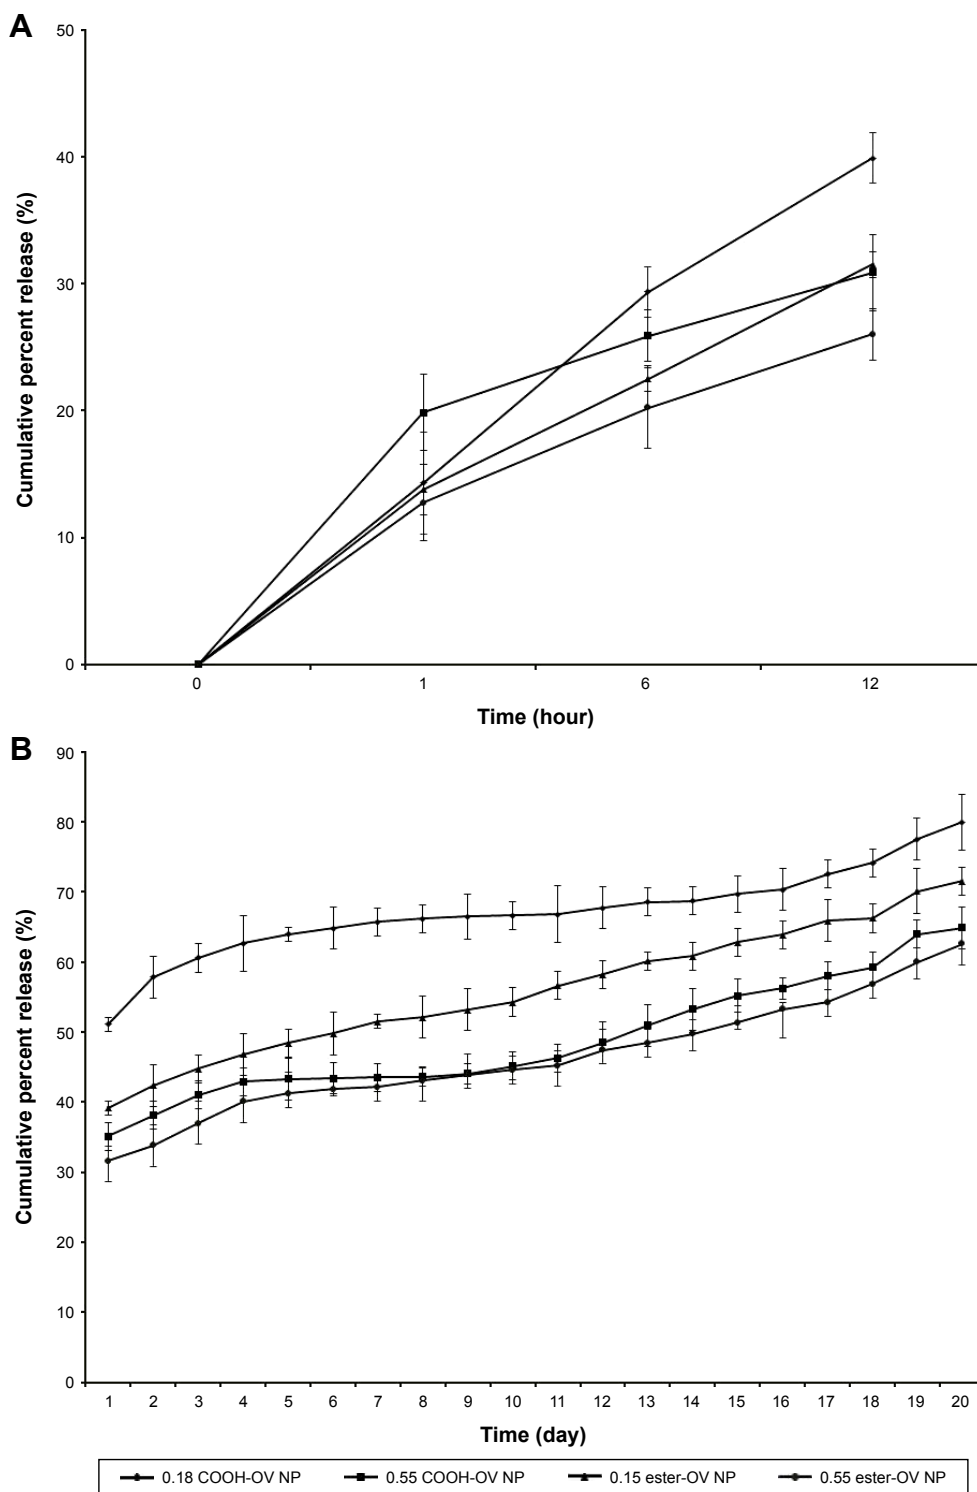 A
50
40
30
20
10
0
Cumulative percent release (%)
0 1 6 12
Time (hour)
B
90
80
70
60
50
40
30
20
10
0
Cumulative percent release (%)
1 2 3 4 5 6 7 8 9 10 11 12 13 14 15 16 17 18 19 20
Time (day)
0.18 COOH-OV NP 0.55 COOH-OV NP 0.15 ester-OV NP 0.55 ester-OV NP